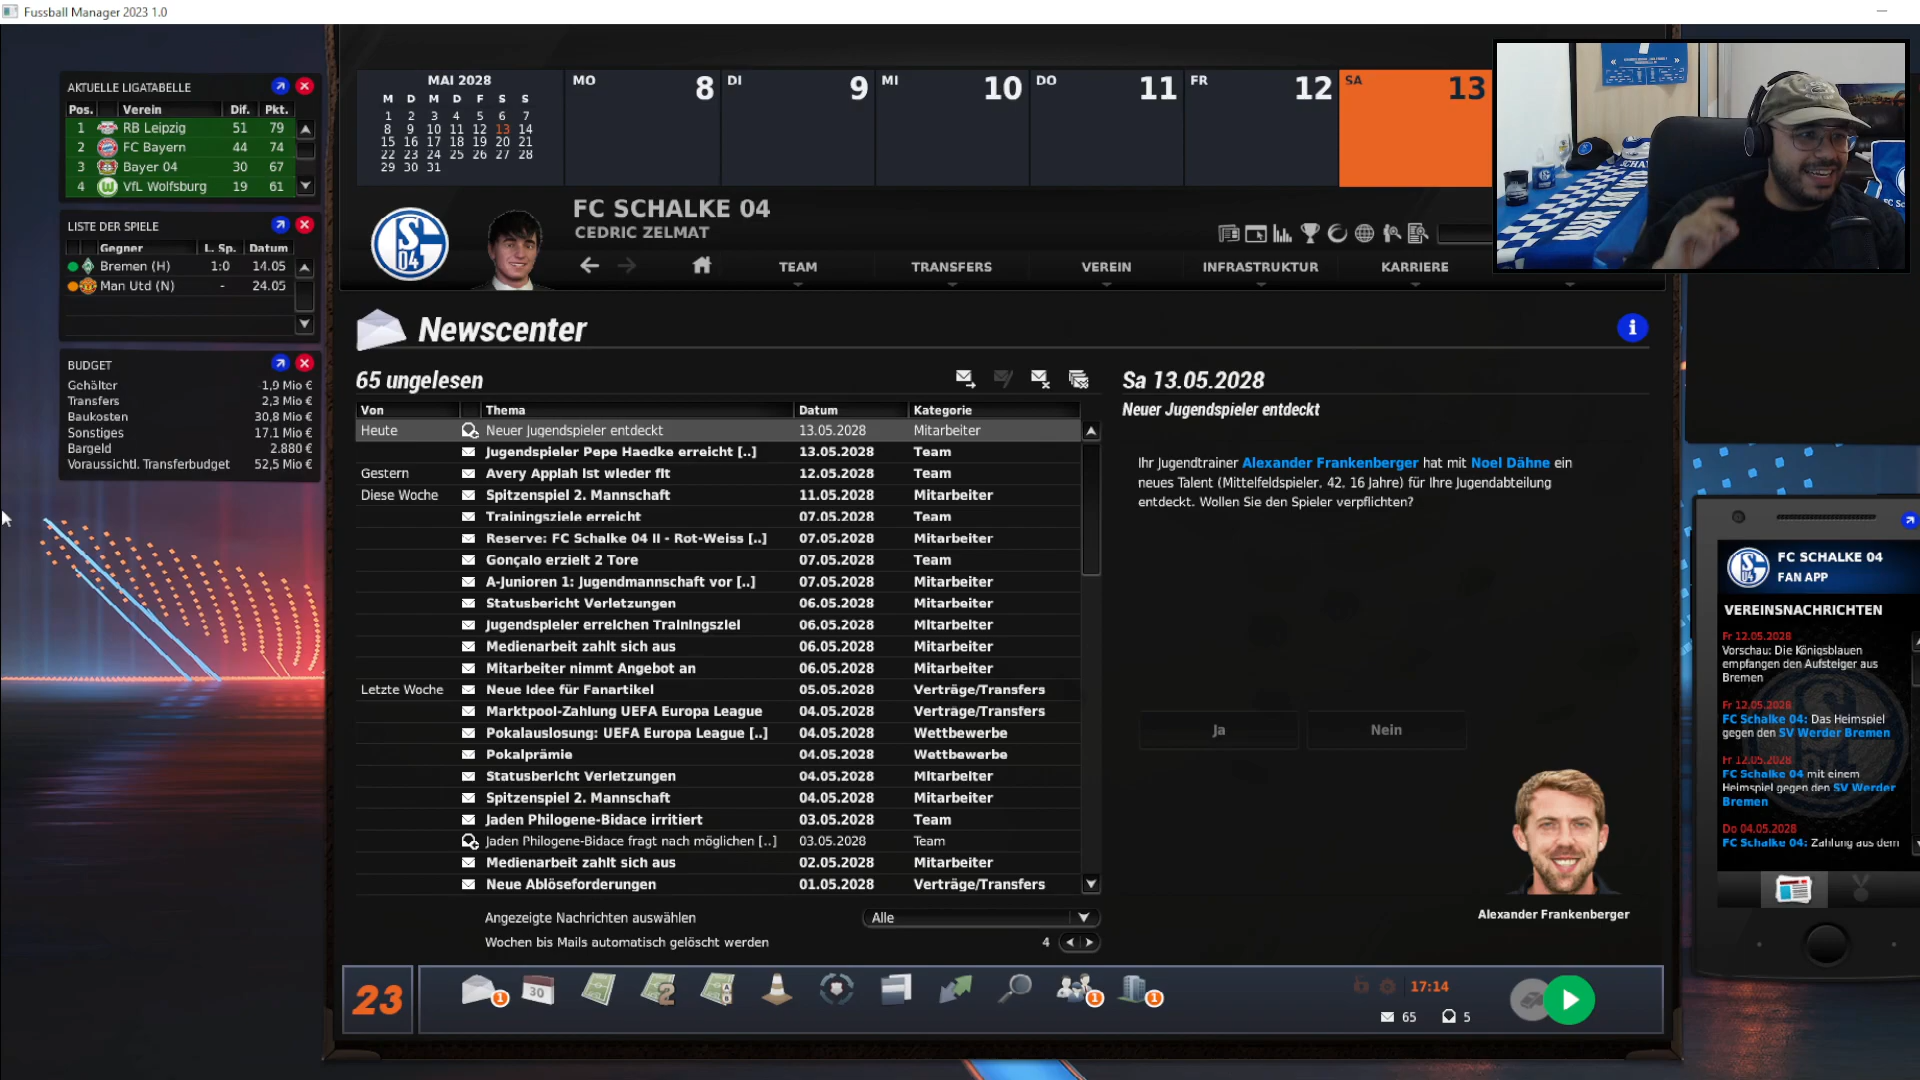 Fussball Manager 2023 1.0
AKTUELLE LIGATABELLE
Pos. Verein Dif. Pkt.
1 RB Leipzig 51 79
2 FC Bayern 44 74
3 Bayer 04 30 67
4 VfL Wolfsburg 19 61
LISTE DER SPIELE
Gegner L. Sp. Datum
Bremen (H) 1:0 14.05
Man Utd (N) - 24.05
BUDGET
Gehälter -1,9 Mio €
Transfers 2,3 Mio €
Baukosten 30,8 Mio €
Sonstiges 17,1 Mio €
Bargeld 2.880 €
Voraussichtl. Transferbudget 52,5 Mio €
MAI 2028
M D M D F S S
1 2 3 4 5 6 7
8 9 10 11 12 13 14
15 16 17 18 19 20 21
22 23 24 25 26 27 28
29 30 31
MO 8 DI 9 MI 10 DO 11 FR 12 SA 13
FC SCHALKE 04
CEDRIC ZELMAT
TEAM TRANSFERS VEREIN INFRASTRUKTUR KARRIERE
Newscenter
65 ungelesen
Von Thema Datum Kategorie
Heute Neuer Jugendspieler entdeckt 13.05.2028 Mitarbeiter
Jugendspieler Pepe Haedke erreicht [..] 13.05.2028 Team
Gestern Avery Appiah ist wieder fit 12.05.2028 Team
Diese Woche Spitzenspiel 2. Mannschaft 11.05.2028 Mitarbeiter
Trainingsziele erreicht 07.05.2028 Team
Reserve: FC Schalke 04 II - Rot-Weiss [..] 07.05.2028 Mitarbeiter
Gonçalo erzielt 2 Tore 07.05.2028 Team
A-Junioren 1: Jugendmannschaft vor [..] 07.05.2028 Mitarbeiter
Statusbericht Verletzungen 06.05.2028 Mitarbeiter
Jugendspieler erreichen Trainingsziel 06.05.2028 Mitarbeiter
Medienarbeit zahlt sich aus 06.05.2028 Mitarbeiter
Mitarbeiter nimmt Angebot an 06.05.2028 Mitarbeiter
Letzte Woche Neue Idee für Fanartikel 05.05.2028 Verträge/Transfers
Marktpool-Zahlung UEFA Europa League 04.05.2028 Verträge/Transfers
Pokalauslosung: UEFA Europa League [..] 04.05.2028 Wettbewerbe
Pokalprämie 04.05.2028 Wettbewerbe
Statusbericht Verletzungen 04.05.2028 Mitarbeiter
Spitzenspiel 2. Mannschaft 04.05.2028 Mitarbeiter
Jaden Philogene-Bidace irritiert 03.05.2028 Team
Jaden Philogene-Bidace fragt nach möglichen [..] 03.05.2028 Team
Medienarbeit zahlt sich aus 02.05.2028 Mitarbeiter
Neue Ablöseforderungen 01.05.2028 Verträge/Transfers
Angezeigte Nachrichten auswählen Alle
Wochen bis Mails automatisch gelöscht werden 4
Sa 13.05.2028
Neuer Jugendspieler entdeckt
Ihr Jugendtrainer Alexander Frankenberger hat mit Noel Dähne ein
neues Talent (Mittelfeldspieler, 42, 16 Jahre) für Ihre Jugendabteilung
entdeckt. Wollen Sie den Spieler verpflichten?
Ja Nein
Alexander Frankenberger
FC SCHALKE 04
FAN APP
VEREINSNACHRICHTEN
Fr 12.05.2028
Vorschau: Die Königsblauen
empfangen den Aufsteiger aus
Bremen
Fr 12.05.2028
FC Schalke 04: Das Heimspiel
gegen den SV Werder Bremen
Fr 12.05.2028
FC Schalke 04 mit einem
Heimspiel gegen den SV Werder
Bremen
Do 04.05.2028
FC Schalke 04: Zahlung aus dem
23
1
30
2
1
1
17:14
65 5